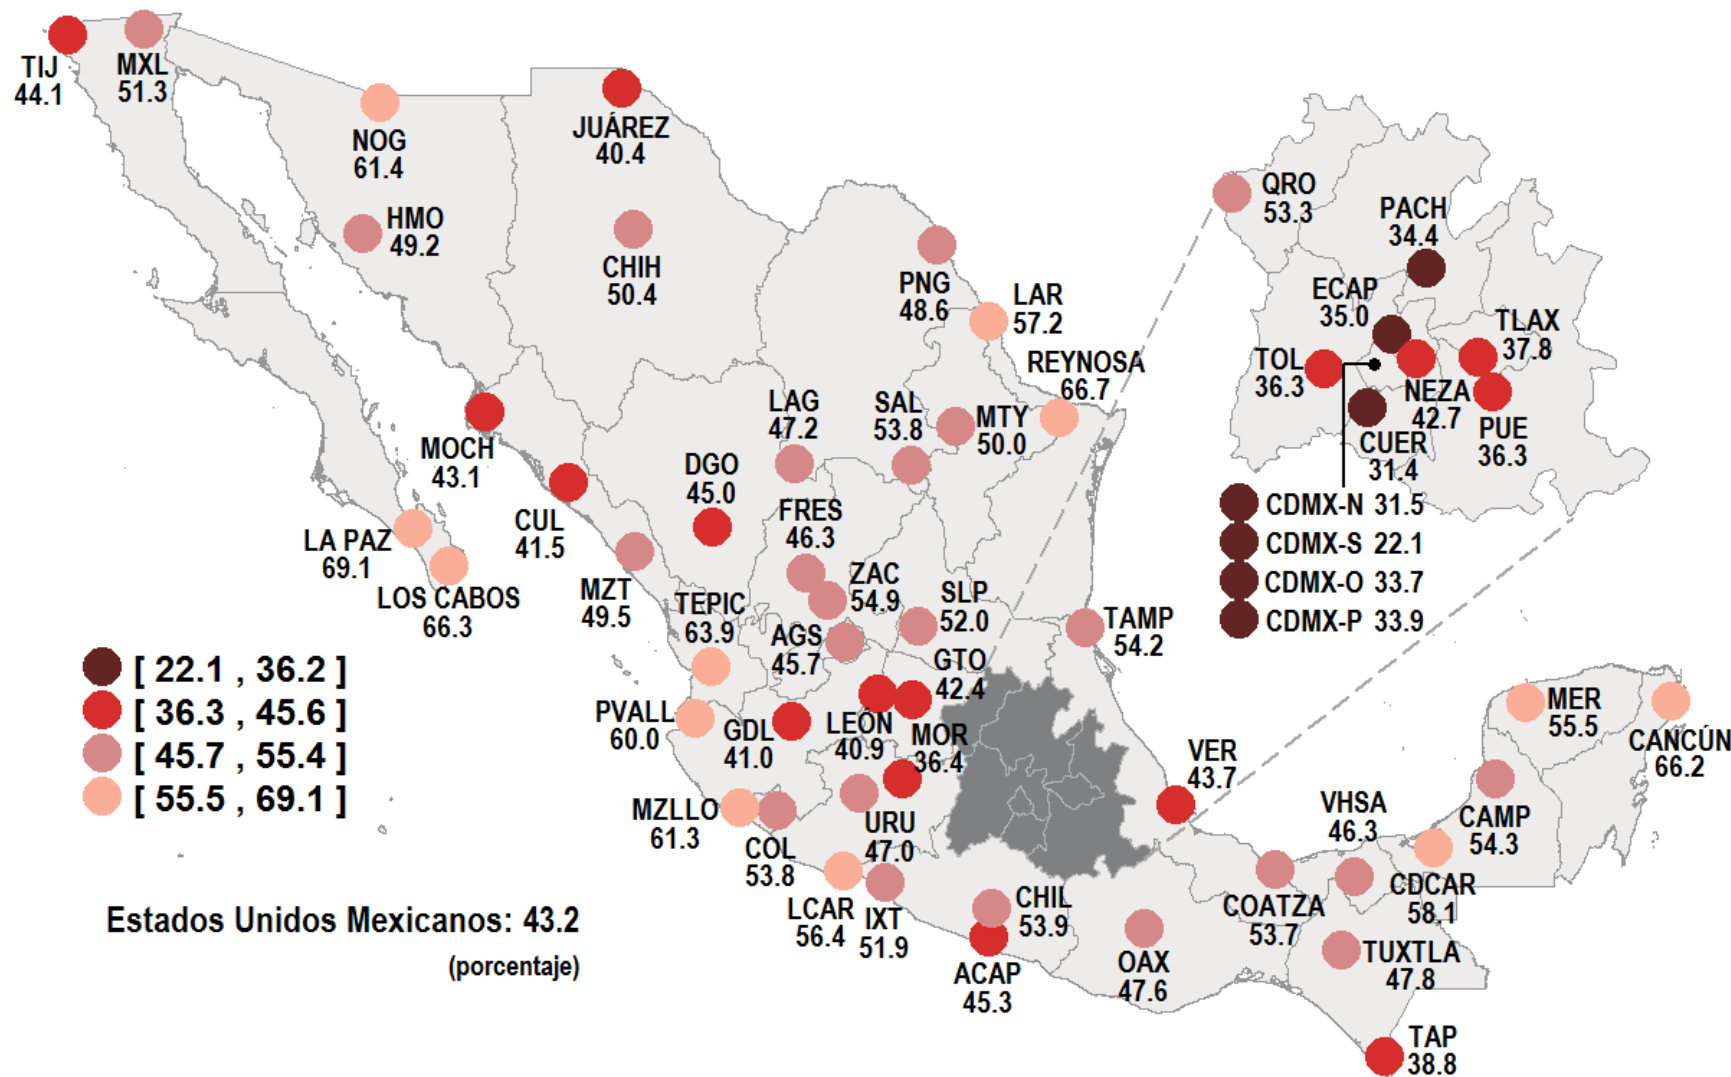 TIJ
44.1
MXL
51.3
NOG
61.4
HMO
49.2
JUÁREZ
40.4
CHIH
50.4
PNG
48.6
LAR
57.2
REYNOSA
66.7
MOCH
43.1
CUL
41.5
LAG
47.2
SAL
53.8
MTY
50.0
DGO
45.0
FRES
46.3
LA PAZ
69.1
LOS CABOS
66.3
MZT
49.5
TEPIC
63.9
ZAC
54.9
AGS
45.7
SLP
52.0
TAMP
54.2
GTO
42.4
PVALL
60.0
GDL
41.0
LEÓN
40.9
MOR
36.4
MZLLO
61.3
COL
53.8
URU
47.0
LCAR
56.4
IXT
51.9
CHIL
53.9
ACAP
45.3
OAX
47.6
VER
43.7
COATZA
53.7
VHSA
46.3
TUXTLA
47.8
TAP
38.8
CDCAR
58.1
CAMP
54.3
MER
55.5
CANCÚN
66.2
QRO
53.3
PACH
34.4
ECAP
35.0
TLAX
37.8
TOL
36.3
NEZA
42.7
PUE
36.3
CUER
31.4
CDMX-N 31.5
CDMX-S 22.1
CDMX-O 33.7
CDMX-P 33.9
[ 22.1 , 36.2 ]
[ 36.3 , 45.6 ]
[ 45.7 , 55.4 ]
[ 55.5 , 69.1 ]
Estados Unidos Mexicanos: 43.2
(porcentaje)